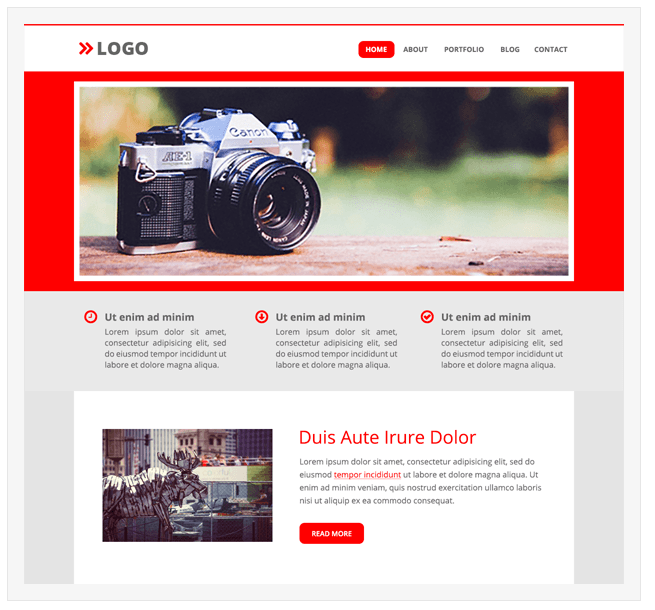 LOGO
HOME ABOUT PORTFOLIO BLOG CONTACT
Canon
AE-1
Ut enim ad minim
Lorem ipsum dolor sit amet,
consectetur adipisicing elit, sed
do eiusmod tempor incididunt ut
labore et dolore magna aliqua.
Ut enim ad minim
Lorem ipsum dolor sit amet,
consectetur adipisicing elit, sed
do eiusmod tempor incididunt ut
labore et dolore magna aliqua.
Ut enim ad minim
Lorem ipsum dolor sit amet,
consectetur adipisicing elit, sed
do eiusmod tempor incididunt ut
labore et dolore magna aliqua.
Duis Aute Irure Dolor
Lorem ipsum dolor sit amet, consectetur adipisicing elit, sed do
eiusmod tempor incididunt ut labore et dolore magna aliqua. Ut
enim ad minim veniam, quis nostrud exercitation ullamco laboris
nisi ut aliquip ex ea commodo consequat.
READ MORE